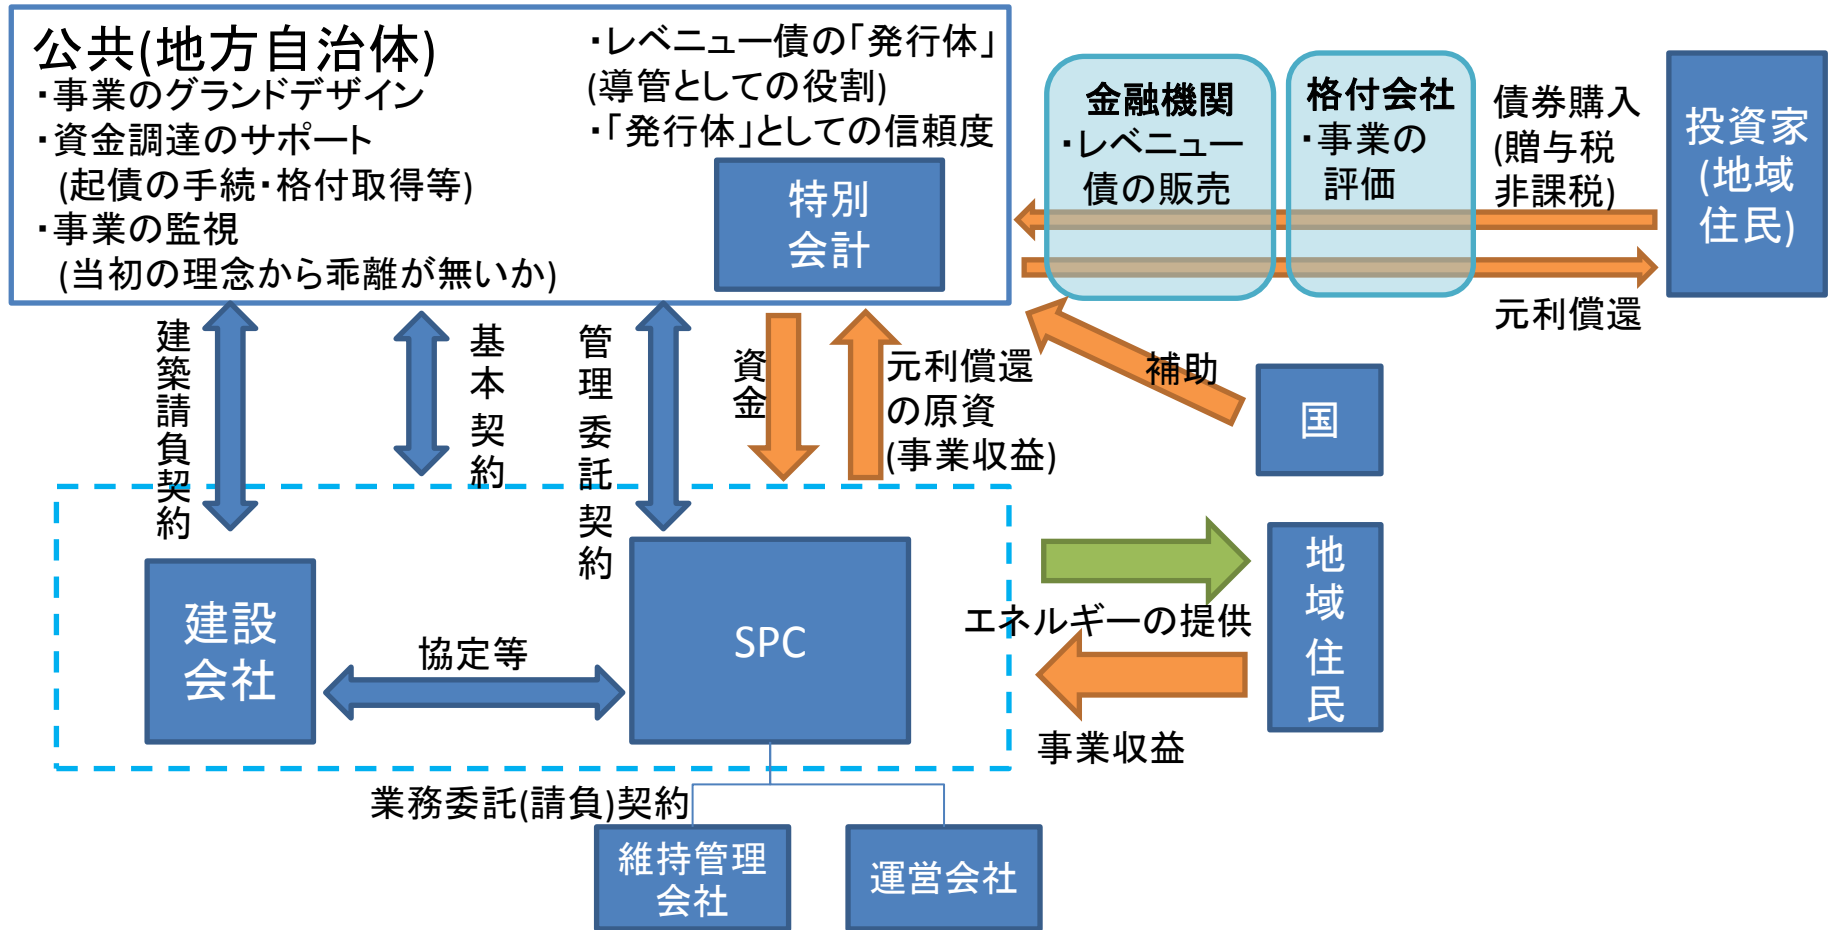 公共(地方自治体)
・事業のグランドデザイン
・資金調達のサポート
(起債の手続・格付取得等)
・事業の監視
(当初の理念から乖離が無いか)
・レベニュー債の「発行体」
(導管としての役割)
・「発行体」としての信頼度
特別
会計
金融機関
・レベニュー
債の販売
格付会社
・事業の
評価
債券購入
(贈与税
非課税)
元利償還
投資家
(地域
住民)
建築請負契約
基本契約
管理委託契約
資金
元利償還
の原資
(事業収益)
補助
国
建設
会社
協定等
SPC
エネルギーの提供
事業収益
地域住民
業務委託(請負)契約
維持管理
会社
運営会社